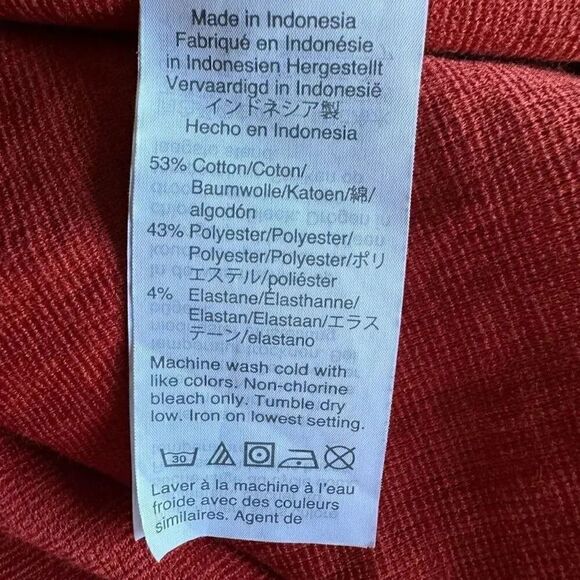 Made in Indonesia
Fabriqué en Indonésie
in Indonesien Hergestellt
Vervaardigd in Indonesië
インドネシア製
Hecho en Indonesia
53% Cotton/Coton/
Baumwolle/Katoen/綿/
algodón
43% Polyester/Polyester/
Polyester/Polyester/ポリ
エステル/poliéster
4% Elastane/Élasthanne/
Elastan/Elastaan/エラス
テーン/elastano
Machine wash cold with
like colors. Non-chlorine
bleach only. Tumble dry
low. Iron on lowest setting.
30
Laver à la machine à l'eau
froide avec des couleurs
similaires. Agent de